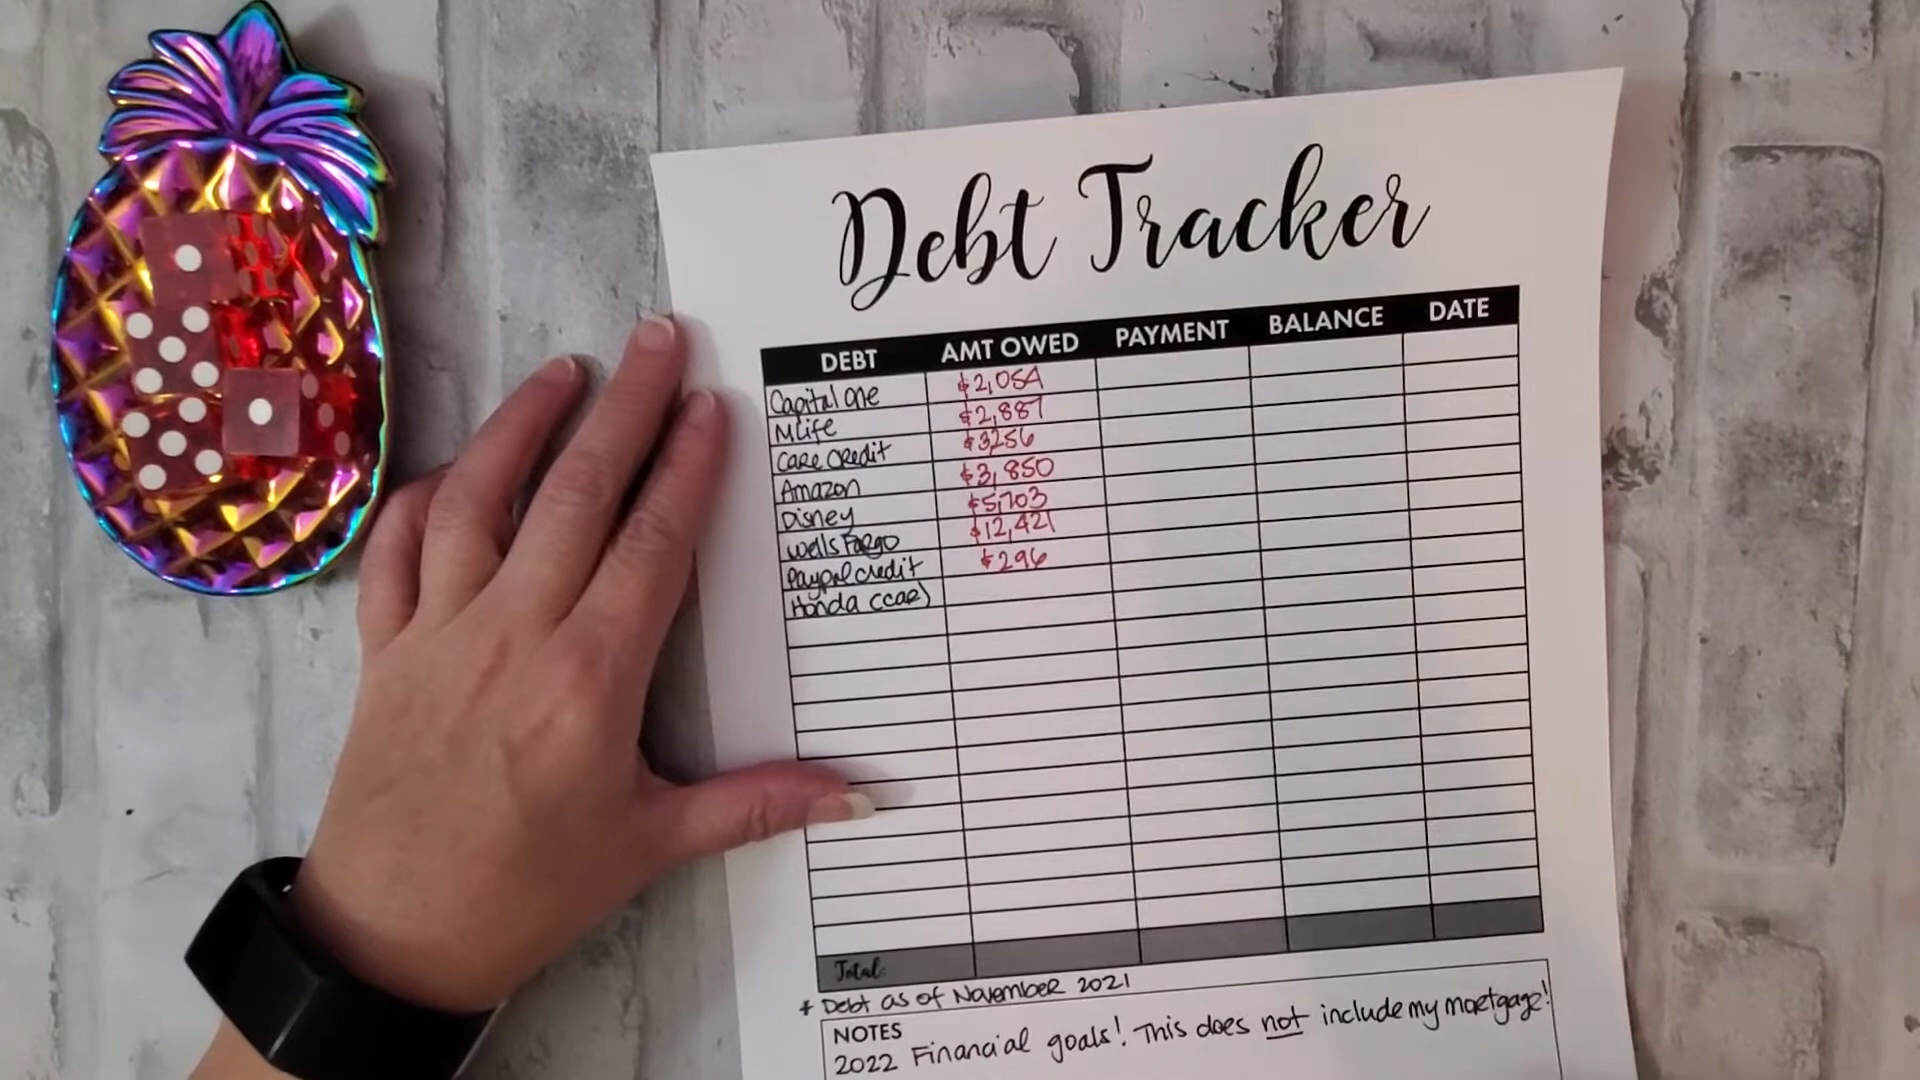 Debt Tracker
DEBT AMT OWED PAYMENT BALANCE DATE
Capital One $2,054
Mlife $2,887
Care Credit $3256
Amazon $3,850
Disney $5,703
Wells Fargo $12,421
Paypal credit $296
Honda (car)
Total:
* Debt as of November 2021
NOTES
2022 Financial goals! This does not include my mortgage!